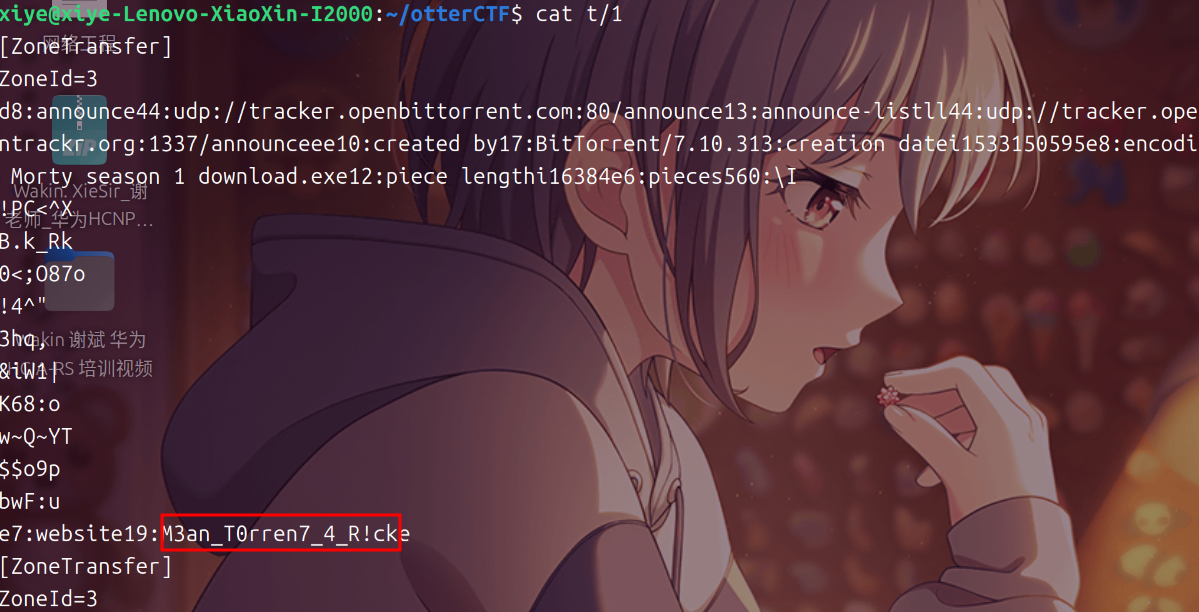 xiye@xiye-Lenovo-XiaoXin-I2000:~/otterCTF$ cat t/1
网络工程
[ZoneTransfer]
ZoneId=3
d8:announce44:udp://tracker.openbittorrent.com:80/announce13:announce-listll44:udp://tracker.ope
ntrackr.org:1337/announceee10:created by17:BitTorrent/7.10.313:creation datei1533150595e8:encodi
 Morty season 1 download.exe12:piece lengthi16384e6:pieces560:\I
Wakin, XieSir_谢
!PC<^X
老师_华为HCNP...
B.k_Rk
0<;O87o
!4^"
3hq,
Wakin 谢斌 华为
&iW1|
RS 培训视频
K68:o
w~Q~YT
$$o9p
bwF:u
e7:website19:M3an_T0rren7_4_R!cke
[ZoneTransfer]
ZoneId=3